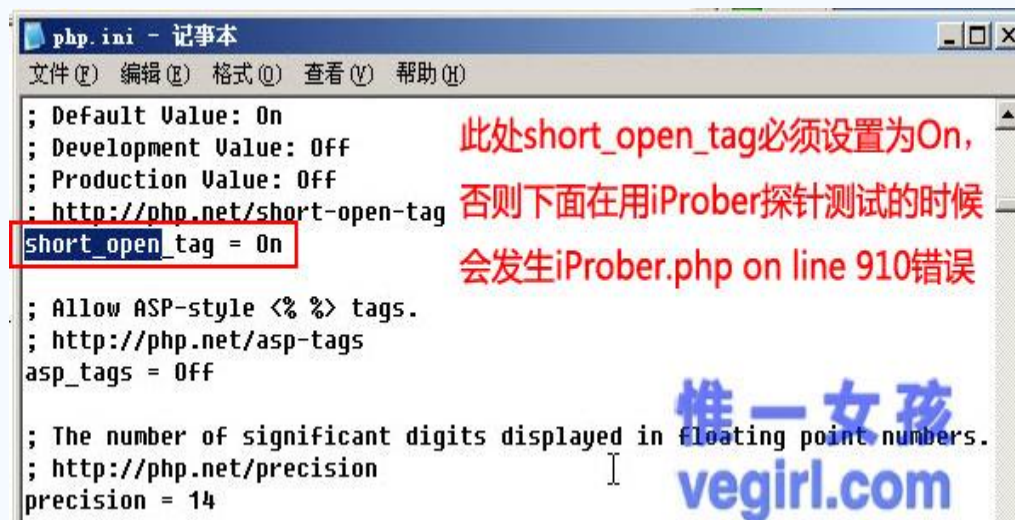 php.ini - 记事本
文件(F) 编辑(E) 格式(O) 查看(V) 帮助(H)
; Default Value: On
; Development Value: Off
; Production Value: Off
; http://php.net/short-open-tag
short_open_tag = On
此处short_open_tag必须设置为On,
否则下面在用iProber探针测试的时候
会发生iProber.php on line 910错误
; Allow ASP-style <% %> tags.
; http://php.net/asp-tags
asp_tags = Off
; The number of significant digits displayed in floating point numbers.
; http://php.net/precision
precision = 14
惟一女孩
vegirl.com